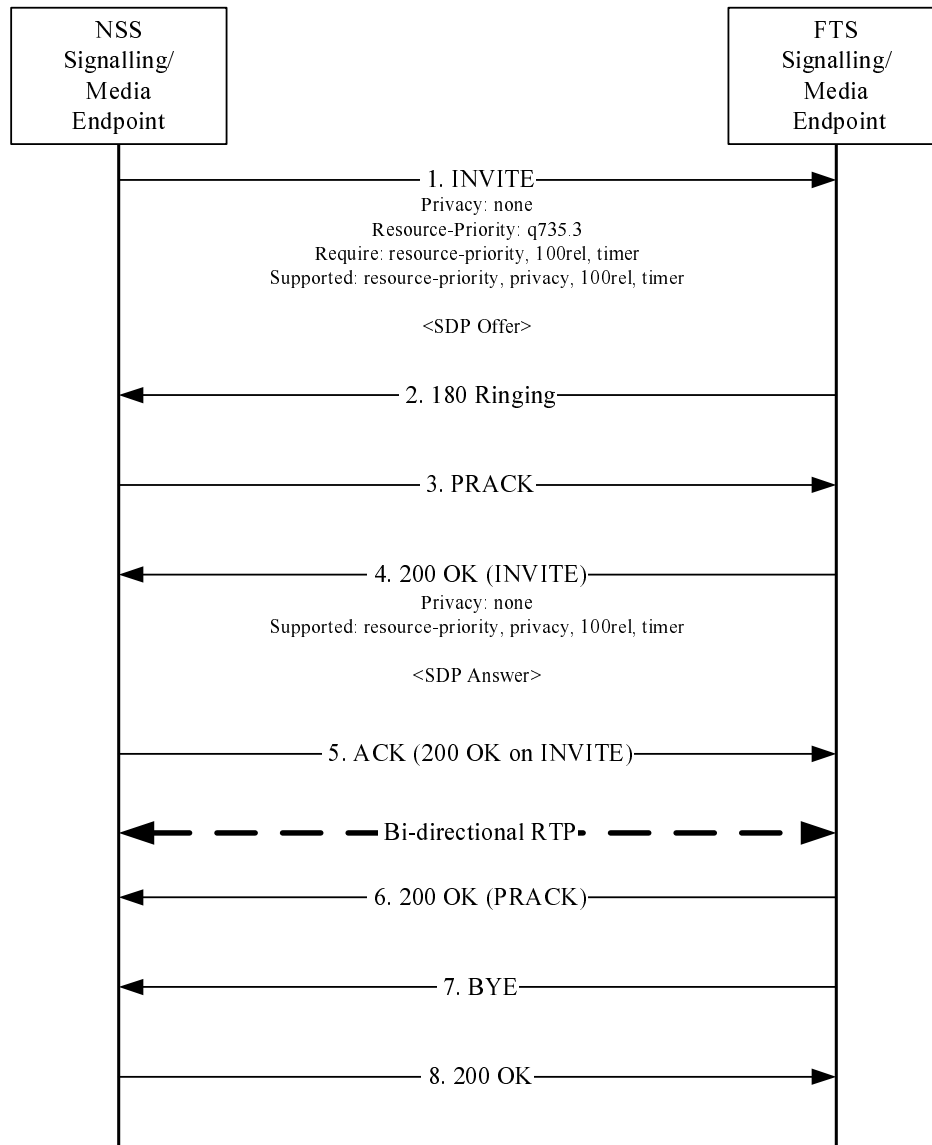 NSS
Signalling/
Media
Endpoint
FTS
Signalling/
Media
Endpoint
1. INVITE
Privacy: none
Resource-Priority: q735.3
Require: resource-priority, 100rel, timer
Supported: resource-priority, privacy, 100rel, timer
<SDP Offer>
2. 180 Ringing
3. PRACK
4. 200 OK (INVITE)
Privacy: none
Supported: resource-priority, privacy, 100rel, timer
<SDP Answer>
5. ACK (200 OK on INVITE)
Bi-directional RTP
6. 200 OK (PRACK)
7. BYE
8. 200 OK